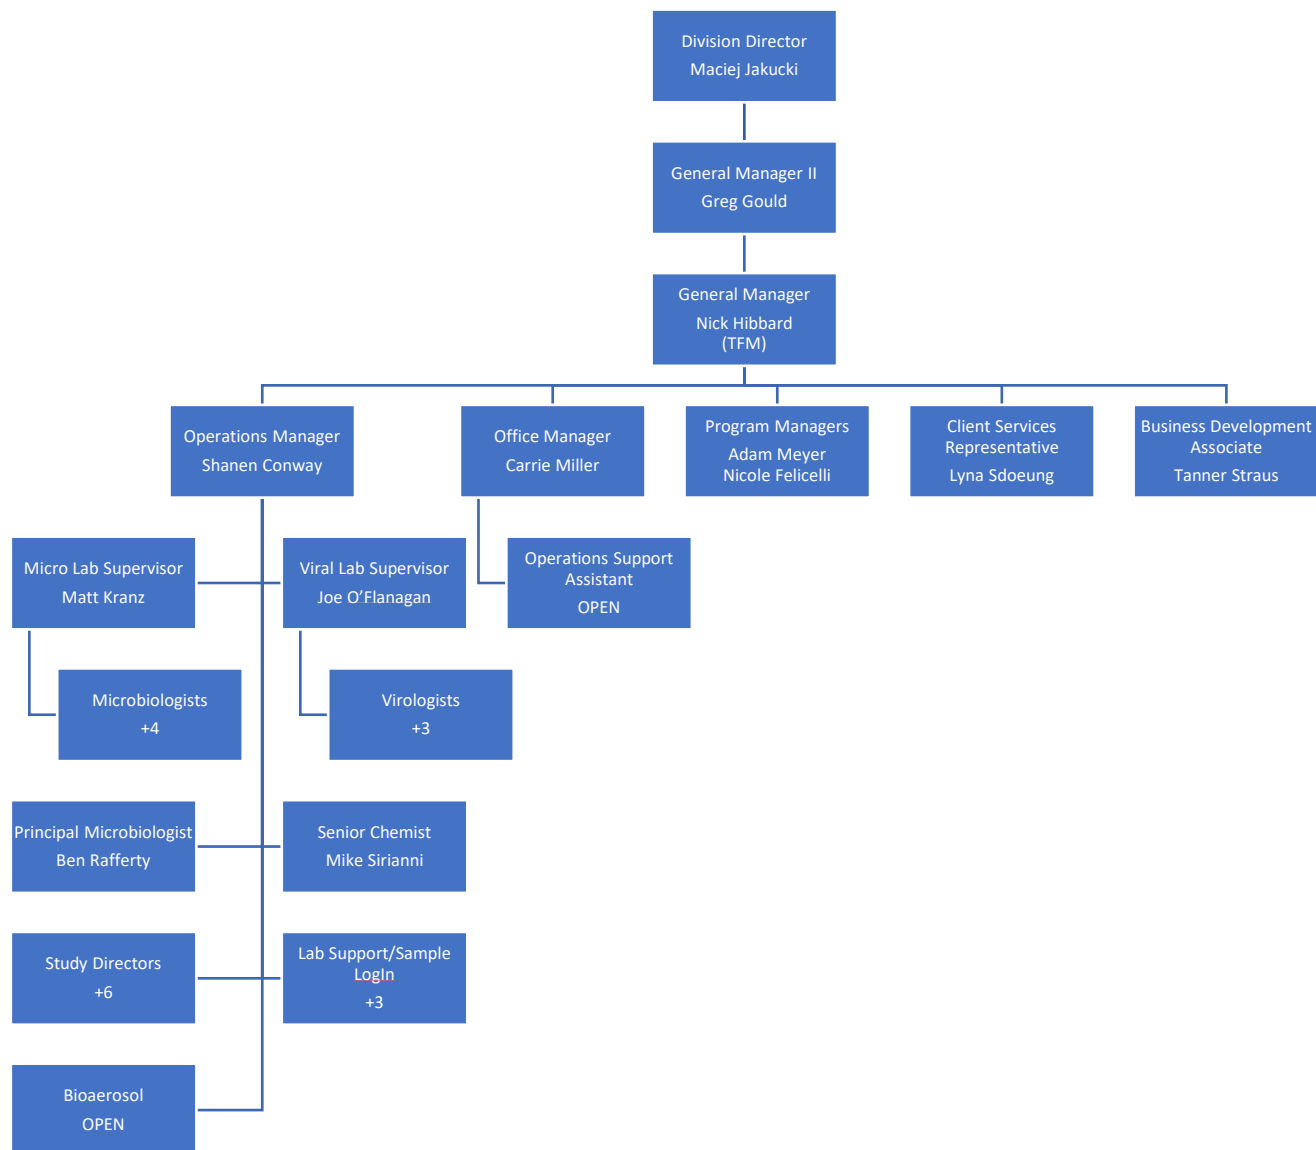 Division Director
Maciej Jakucki
General Manager II
Greg Gould
General Manager
Nick Hibbard
(TFM)
Operations Manager
Shanen Conway
Office Manager
Carrie Miller
Program Managers
Adam Meyer
Nicole Felicelli
Client Services
Representative
Lyna Sdoeung
Business Development
Associate
Tanner Straus
Micro Lab Supervisor
Matt Kranz
Viral Lab Supervisor
Joe O’Flanagan
Operations Support
Assistant
OPEN
Microbiologists
+4
Virologists
+3
Principal Microbiologist
Ben Rafferty
Senior Chemist
Mike Sirianni
Study Directors
+6
Lab Support/Sample
LogIn
+3
Bioaerosol
OPEN